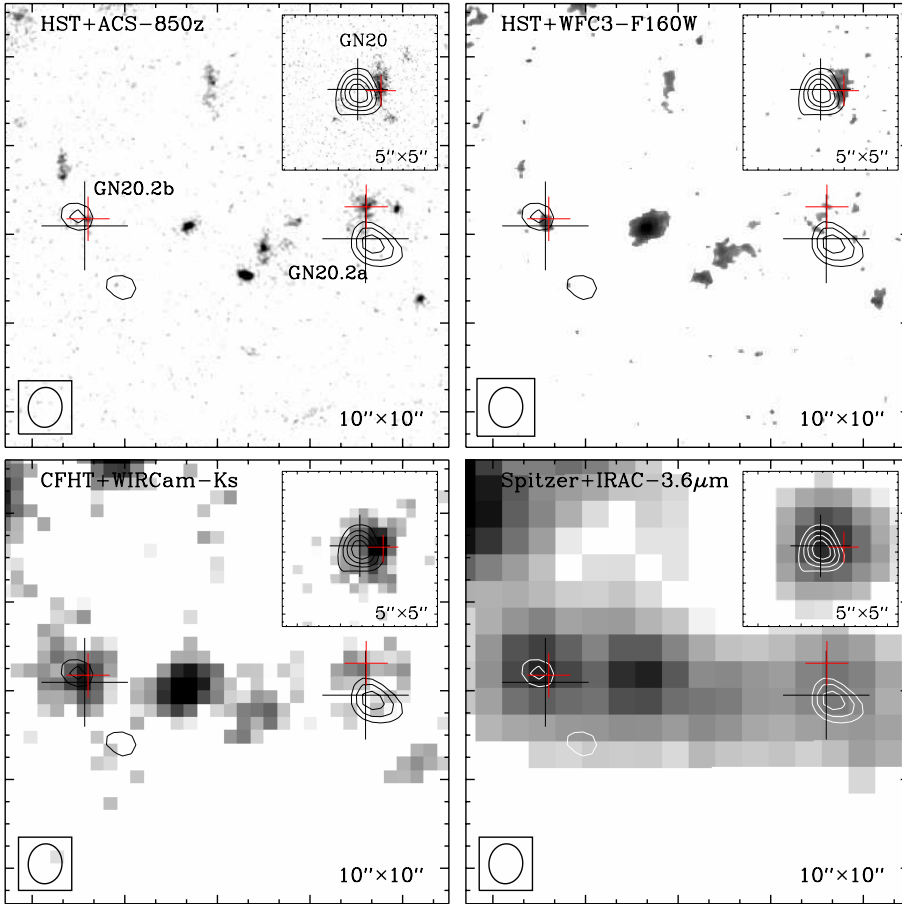 HST+ACS-850z
GN20
5″×5″
GN20.2b
GN20.2a
10″×10″
HST+WFC3-F160W
5″×5″
10″×10″
CFHT+WIRCam-Ks
5″×5″
10″×10″
Spitzer+IRAC-3.6μm
5″×5″
10″×10″